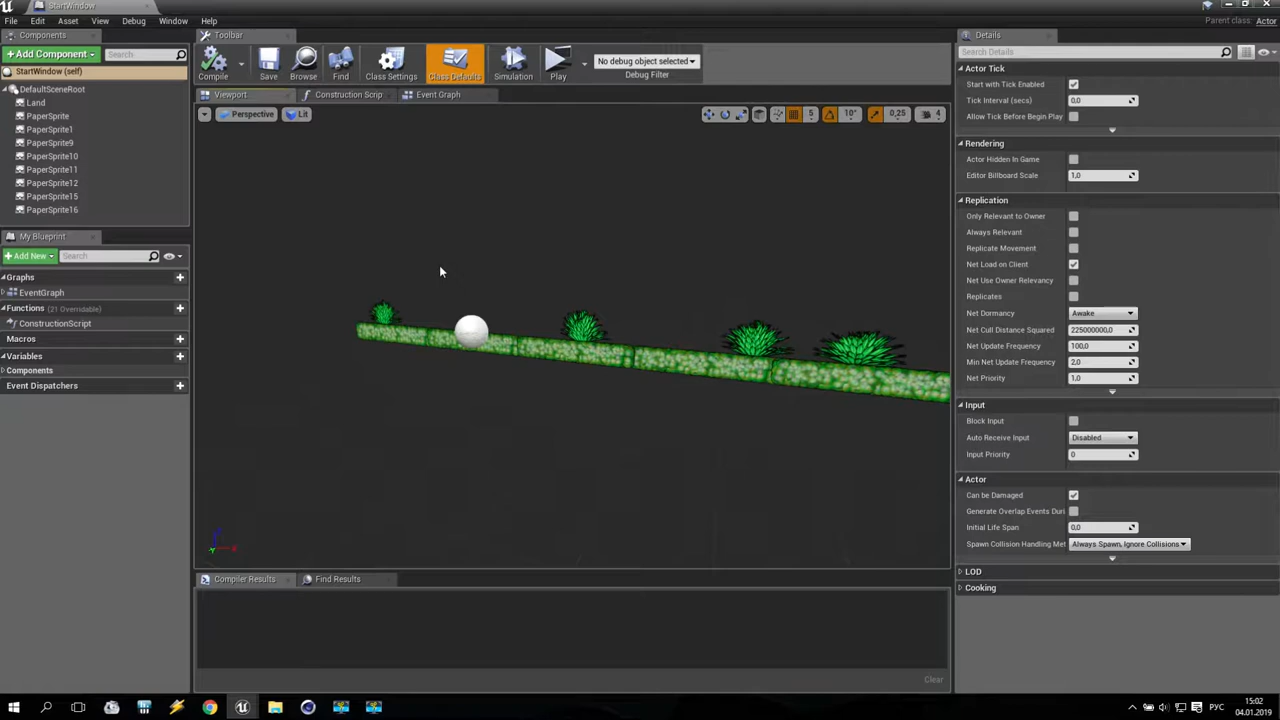 StartWindow
File Edit Asset View Debug Window Help
Parent class: Actor
Components
+Add Component
Search
StartWindow (self)
DefaultSceneRoot
Land
PaperSprite
PaperSprite1
PaperSprite9
PaperSprite10
PaperSprite11
PaperSprite12
PaperSprite15
PaperSprite16
My Blueprint
+Add New
Search
Graphs
EventGraph
Functions (21 Overridable)
ConstructionScript
Macros
Variables
Components
Event Dispatchers
Toolbar
Compile
Save
Browse
Find
Class Settings
Class Defaults
Simulation
Play
No debug object selected
Debug Filter
Viewport
Construction Scrip
Event Graph
Perspective
Lit
5
10°
0,25
4
Compiler Results
Find Results
Clear
Details
Search Details
Actor Tick
Start with Tick Enabled
Tick Interval (secs) 0,0
Allow Tick Before Begin Play
Rendering
Actor Hidden In Game
Editor Billboard Scale 1,0
Replication
Only Relevant to Owner
Always Relevant
Replicate Movement
Net Load on Client
Net Use Owner Relevancy
Replicates
Net Dormancy Awake
Net Cull Distance Squared 225000000,0
Net Update Frequency 100,0
Min Net Update Frequency 2,0
Net Priority 1,0
Input
Block Input
Auto Receive Input Disabled
Input Priority 0
Actor
Can be Damaged
Generate Overlap Events Duri
Initial Life Span 0,0
Spawn Collision Handling Met Always Spawn, Ignore Collisions
LOD
Cooking
РУС
15:02
04.01.2019